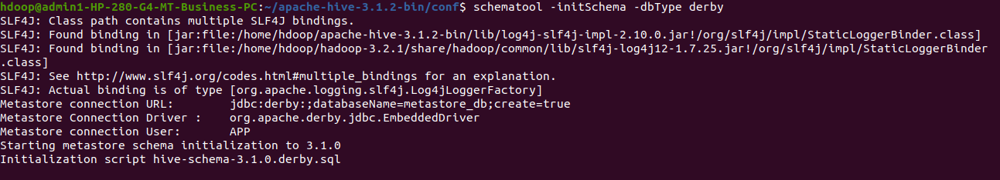 hdoop@admin1-HP-280-G4-MT-Business-PC:~/apache-hive-3.1.2-bin/conf$ schematool -initSchema -dbType derby
SLF4J: Class path contains multiple SLF4J bindings.
SLF4J: Found binding in [jar:file:/home/hdoop/apache-hive-3.1.2-bin/lib/log4j-slf4j-impl-2.10.0.jar!/org/slf4j/impl/StaticLoggerBinder.class]
SLF4J: Found binding in [jar:file:/home/hdoop/hadoop-3.2.1/share/hadoop/common/lib/slf4j-log4j12-1.7.25.jar!/org/slf4j/impl/StaticLoggerBinder
.class]
SLF4J: See http://www.slf4j.org/codes.html#multiple_bindings for an explanation.
SLF4J: Actual binding is of type [org.apache.logging.slf4j.Log4jLoggerFactory]
Metastore connection URL:        jdbc:derby:;databaseName=metastore_db;create=true
Metastore Connection Driver :    org.apache.derby.jdbc.EmbeddedDriver
Metastore connection User:       APP
Starting metastore schema initialization to 3.1.0
Initialization script hive-schema-3.1.0.derby.sql